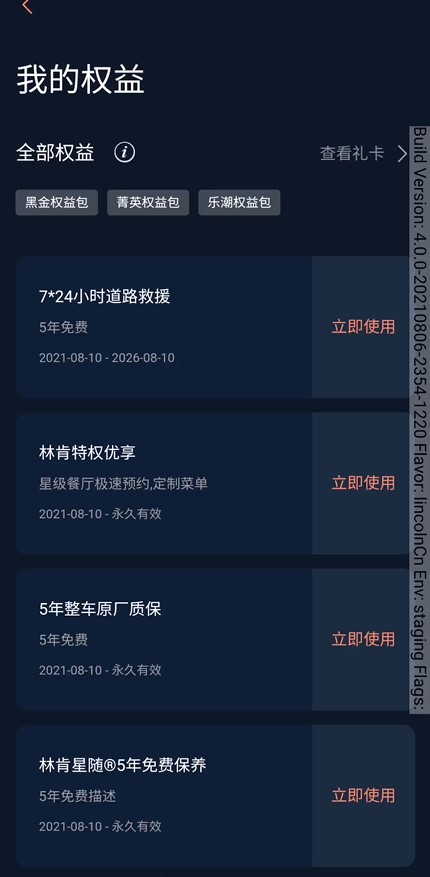 我的权益
全部权益
查看礼卡
黑金权益包 菁英权益包 乐潮权益包
7*24小时道路救援
5年免费
2021-08-10 - 2026-08-10
立即使用
林肯特权优享
星级餐厅极速预约,定制菜单
2021-08-10 - 永久有效
立即使用
5年整车原厂质保
5年免费
2021-08-10 - 永久有效
立即使用
林肯星随®5年免费保养
5年免费描述
2021-08-10 - 永久有效
立即使用
Build Version: 4.0.0-20210806-2354-1220 Flavor: lincolnCn Env: staging Flags: